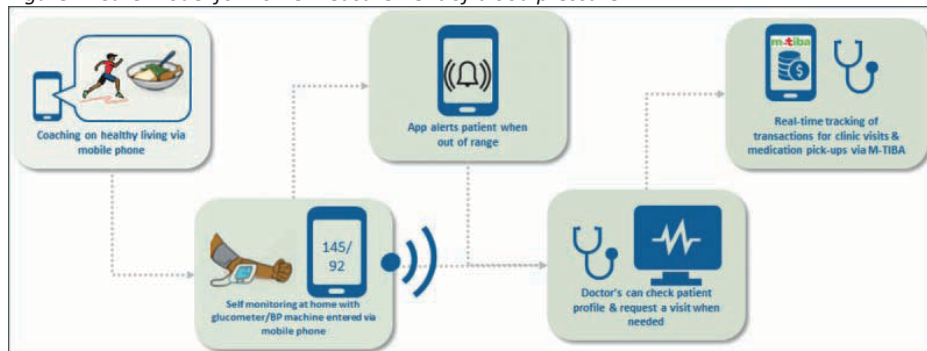 Coaching on healthy living via
mobile phone
App alerts patient when
out of range
m-tiba
Real-time tracking of
transactions for clinic visits &
medication pick-ups via M-TIBA
145/
92
Self monitoring at home with
glucometer/BP machine entered via
mobile phone
Doctor's can check patient
profile & request a visit when
needed